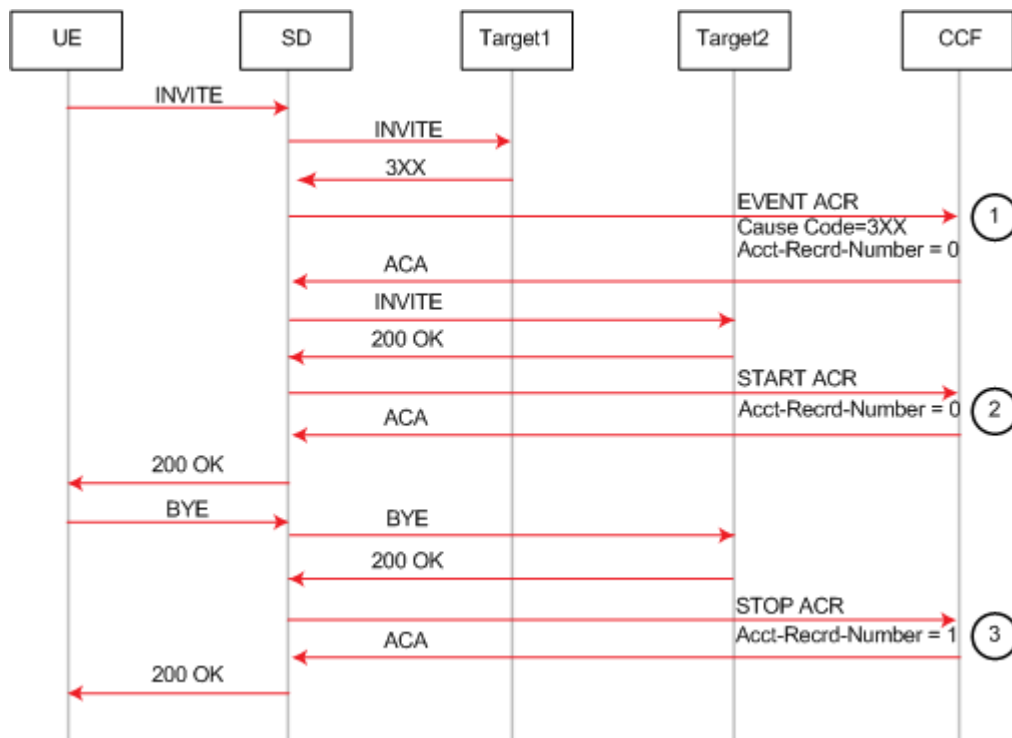 UE
SD
Target1
Target2
CCF
INVITE
INVITE
3XX
EVENT ACR
1
Cause Code=3XX
Acct-Recrd-Number = 0
ACA
INVITE
200 OK
START ACR
Acct-Recrd-Number = 0
2
ACA
200 OK
BYE
BYE
200 OK
STOP ACR
Acct-Recrd-Number = 1
3
ACA
200 OK